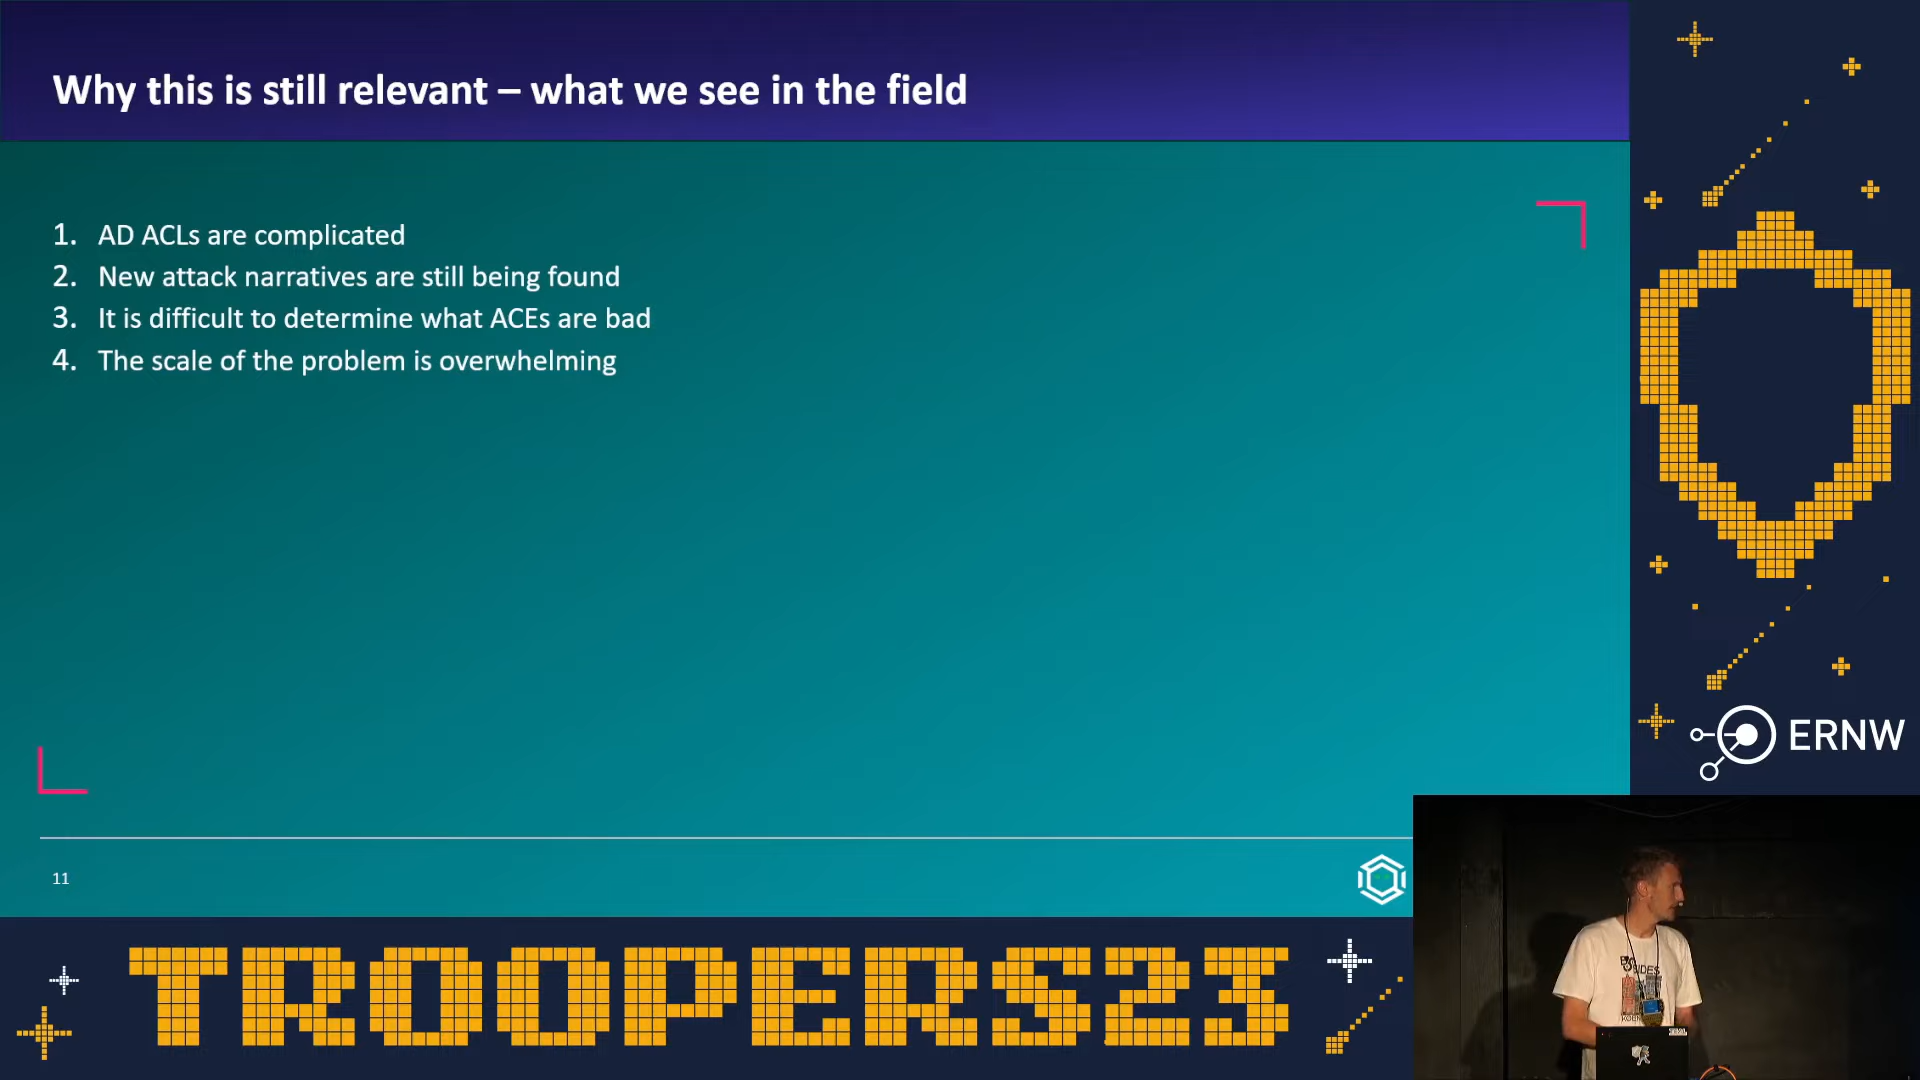 Why this is still relevant – what we see in the field
1. AD ACLs are complicated
2. New attack narratives are still being found
3. It is difficult to determine what ACEs are bad
4. The scale of the problem is overwhelming
11
ERNW
TROOPERS23